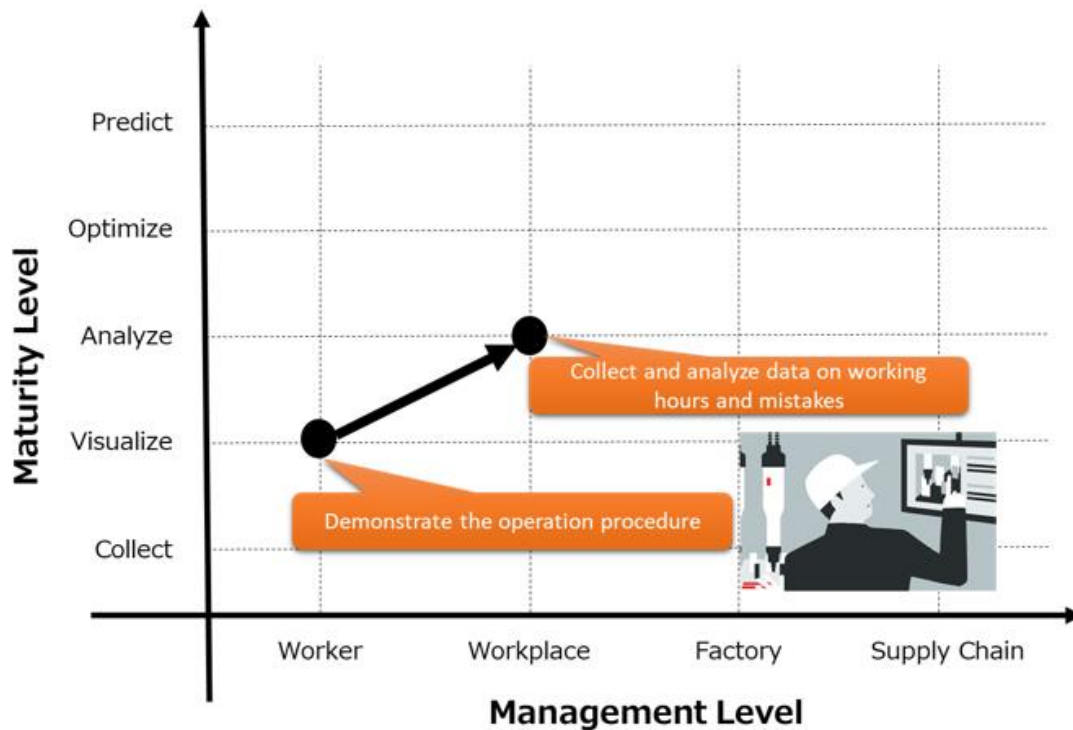 Maturity Level
Predict
Optimize
Analyze
Visualize
Collect
Collect and analyze data on working
hours and mistakes
Demonstrate the operation procedure
Worker
Workplace
Factory
Supply Chain
Management Level